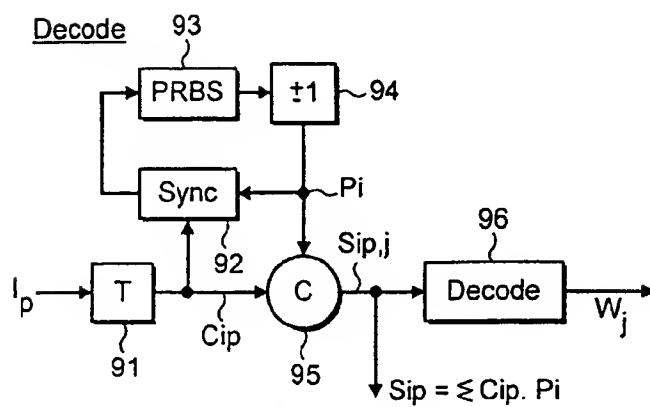 Decode
93
PRBS
±1
94
Pi
Sync
92
96
Sip,j
Ip
T
Cip
C
Decode
Wj
91
95
Sip = ≶ Cip. Pi